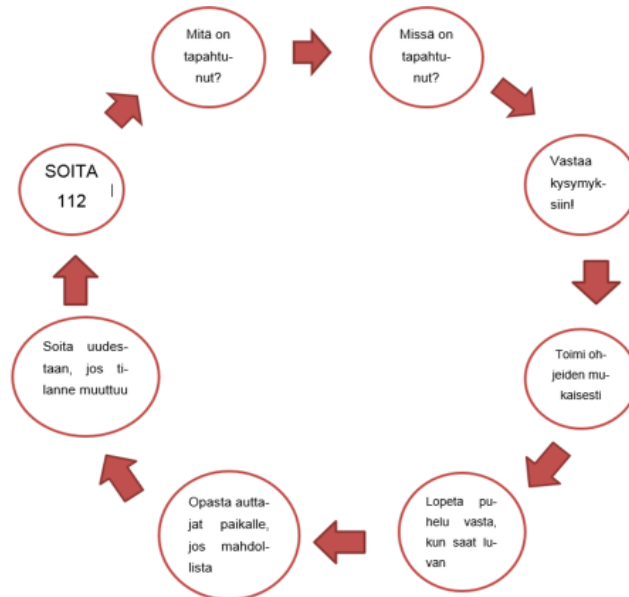 SOITA
112
Mitä on
tapahtu-
nut?
Missä on
tapahtu-
nut?
Vastaa
kysymyk-
siin!
Toimi oh-
jeiden mu-
kaisesti
Lopeta pu-
helu vasta,
kun saat lu-
van
Opasta autta-
jat paikalle,
jos mahdol-
lista
Soita uudes-
taan, jos ti-
lanne muuttuu